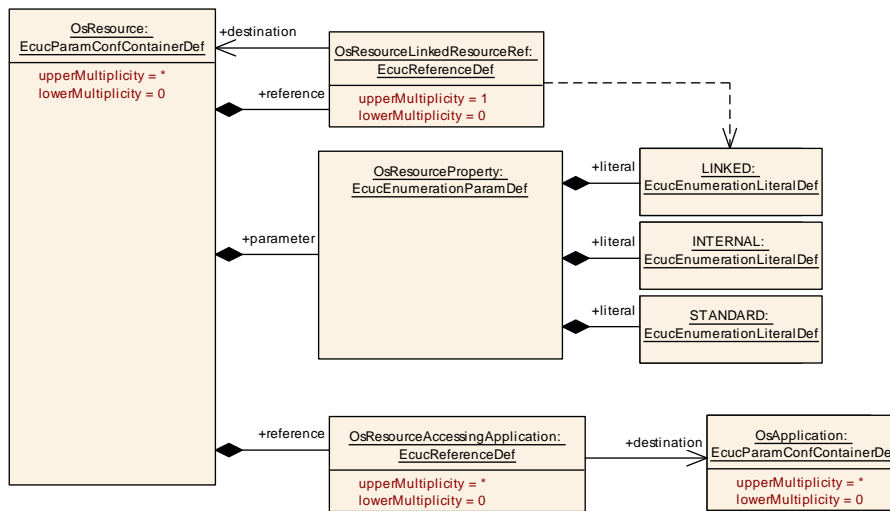 OsResource:
EcucParamConfContainerDef
upperMultiplicity = *
lowerMultiplicity = 0
+destination
OsResourceLinkedResourceRef:
EcucReferenceDef
upperMultiplicity = 1
lowerMultiplicity = 0
+reference
OsResourceProperty:
EcucEnumerationParamDef
+literal
LINKED:
EcucEnumerationLiteralDef
+parameter
+literal
INTERNAL:
EcucEnumerationLiteralDef
+literal
STANDARD:
EcucEnumerationLiteralDef
+reference
OsResourceAccessingApplication:
EcucReferenceDef
upperMultiplicity = *
lowerMultiplicity = 0
+destination
OsApplication:
EcucParamConfContainerDef
upperMultiplicity = *
lowerMultiplicity = 0